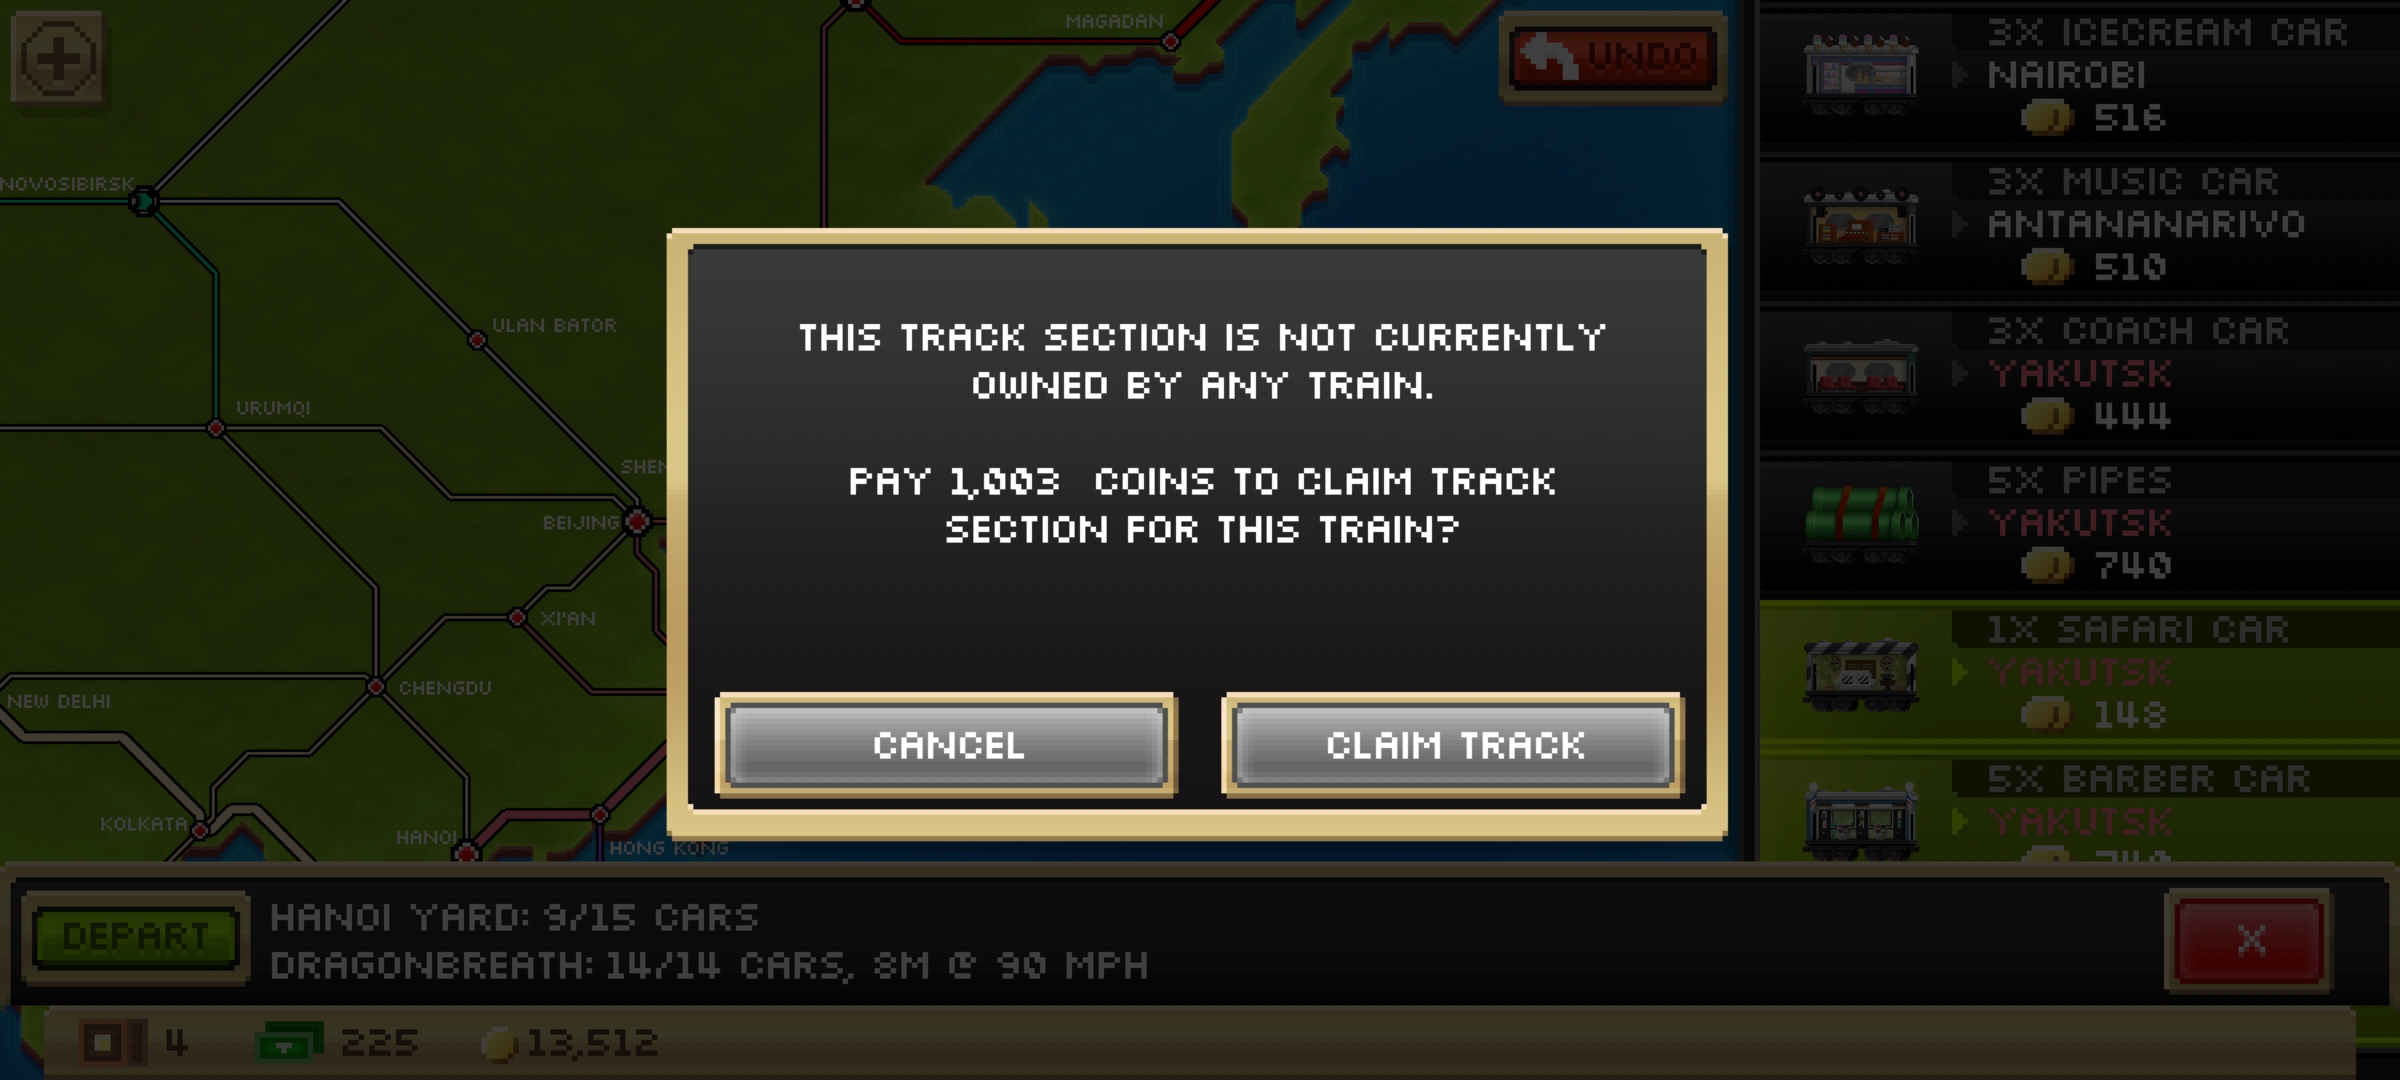 MAGADAN
UNDO
NOVOSIBIRSK
ULAN BATOR
URUMQI
SHEN
BEIJING
XI'AN
CHENGDU
NEW DELHI
KOLKATA
HANOI
HONG KONG
THIS TRACK SECTION IS NOT CURRENTLY
OWNED BY ANY TRAIN.
PAY 1,003 COINS TO CLAIM TRACK
SECTION FOR THIS TRAIN?
CANCEL
CLAIM TRACK
3X ICECREAM CAR
NAIROBI
516
3X MUSIC CAR
ANTANANARIVO
510
3X COACH CAR
YAKUTSK
444
5X PIPES
YAKUTSK
740
1X SAFARI CAR
YAKUTSK
148
5X BARBER CAR
YAKUTSK
740
DEPART
HANOI YARD: 9/15 CARS
DRAGONBREATH: 14/14 CARS, 8M @ 90 MPH
X
4
225
13,512